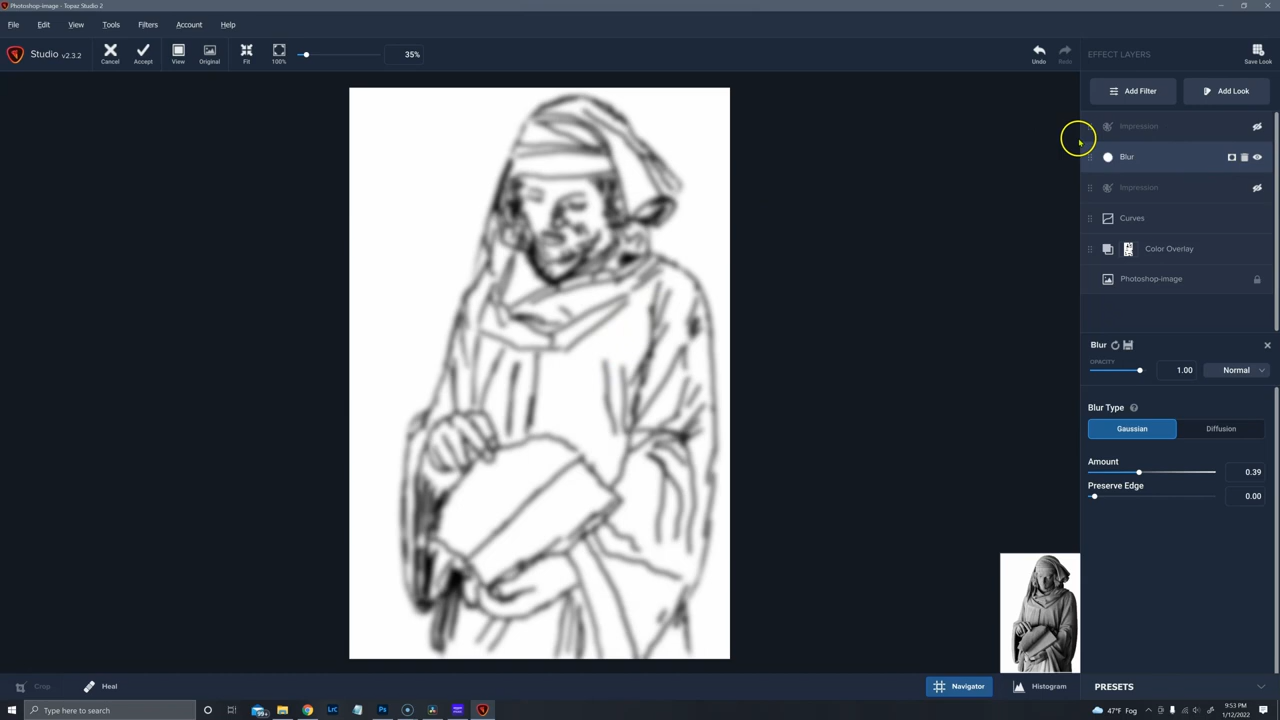 Photoshop-image - Topaz Studio 2
File Edit View Tools Filters Account Help
Studio v2.3.2 Cancel Accept View Original Fit 100% 35% Undo Redo EFFECT LAYERS Save Look
Add Filter Add Look
Impression
Blur
Impression
Curves
Color Overlay
Photoshop-image
Blur
OPACITY 1.00 Normal
Blur Type
Gaussian Diffusion
Amount 0.39
Preserve Edge 0.00
Crop Heal Navigator Histogram PRESETS
Type here to search 99+ LrC Ps 47°F Fog 9:53 PM
1/12/2022